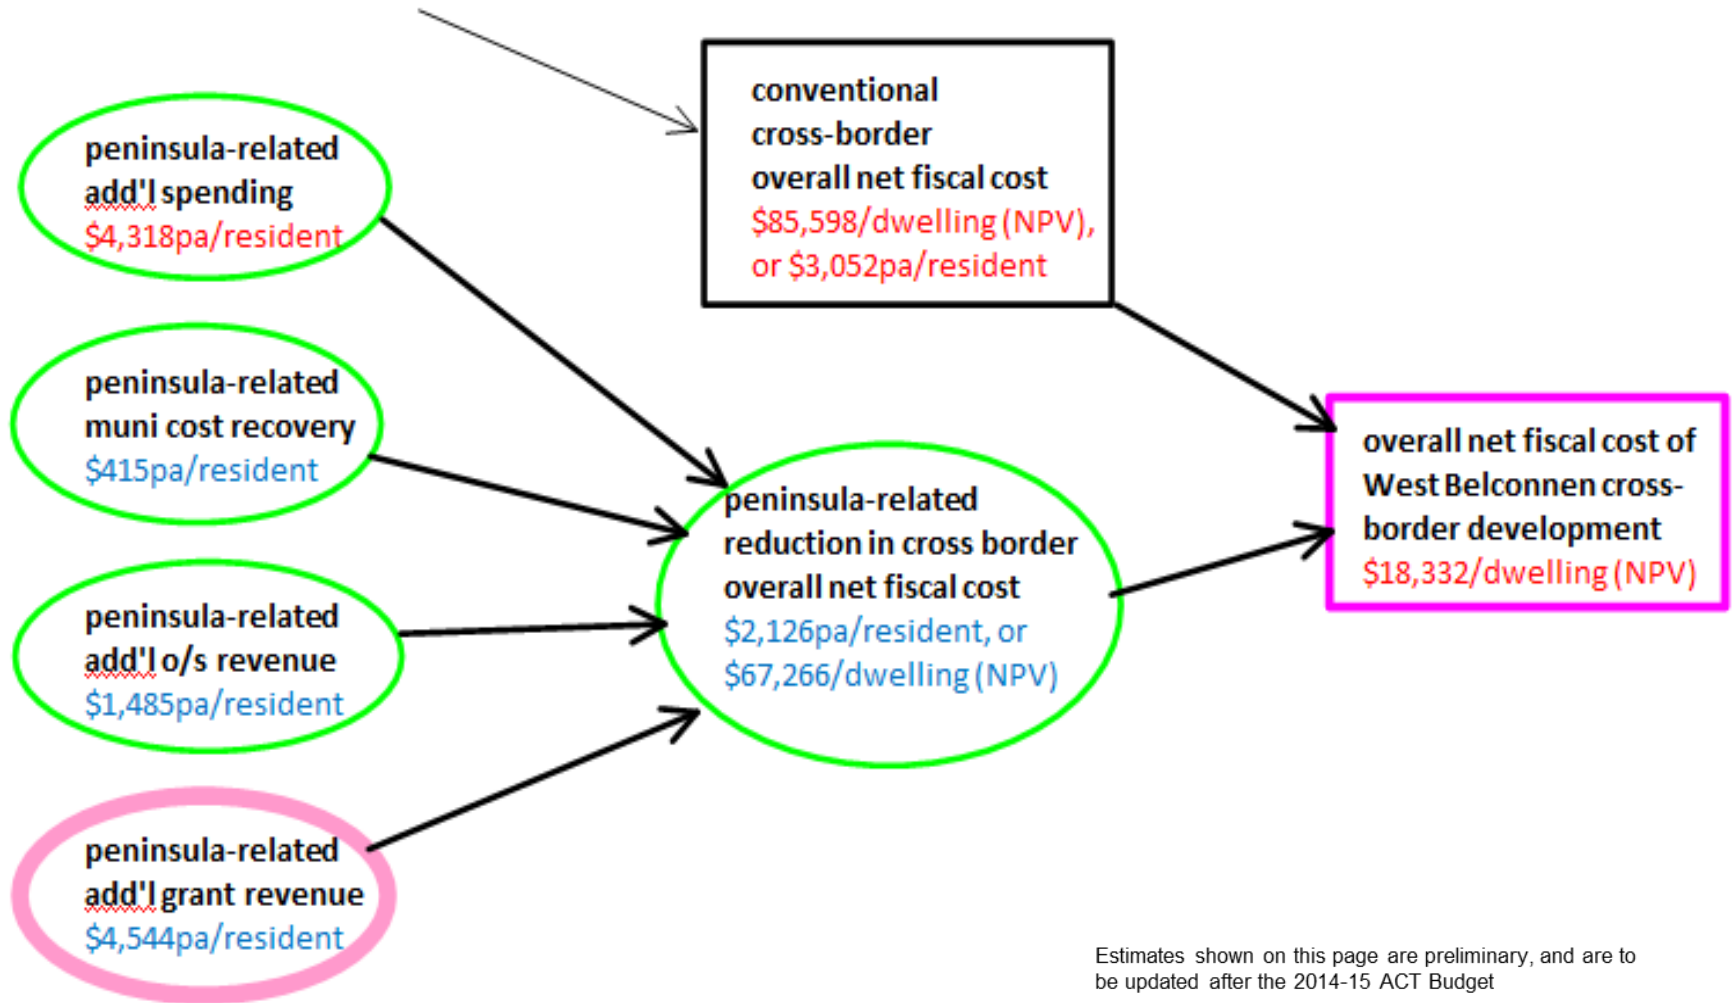 conventional
cross-border
overall net fiscal cost
$85,598/dwelling (NPV),
or $3,052pa/resident
peninsula-related
add'l spending
$4,318pa/resident
peninsula-related
muni cost recovery
$415pa/resident
peninsula-related
add'l o/s revenue
$1,485pa/resident
peninsula-related
add'l grant revenue
$4,544pa/resident
peninsula-related
reduction in cross border
overall net fiscal cost
$2,126pa/resident, or
$67,266/dwelling (NPV)
overall net fiscal cost of
West Belconnen cross-
border development
$18,332/dwelling (NPV)
Estimates shown on this page are preliminary, and are to
be updated after the 2014-15 ACT Budget